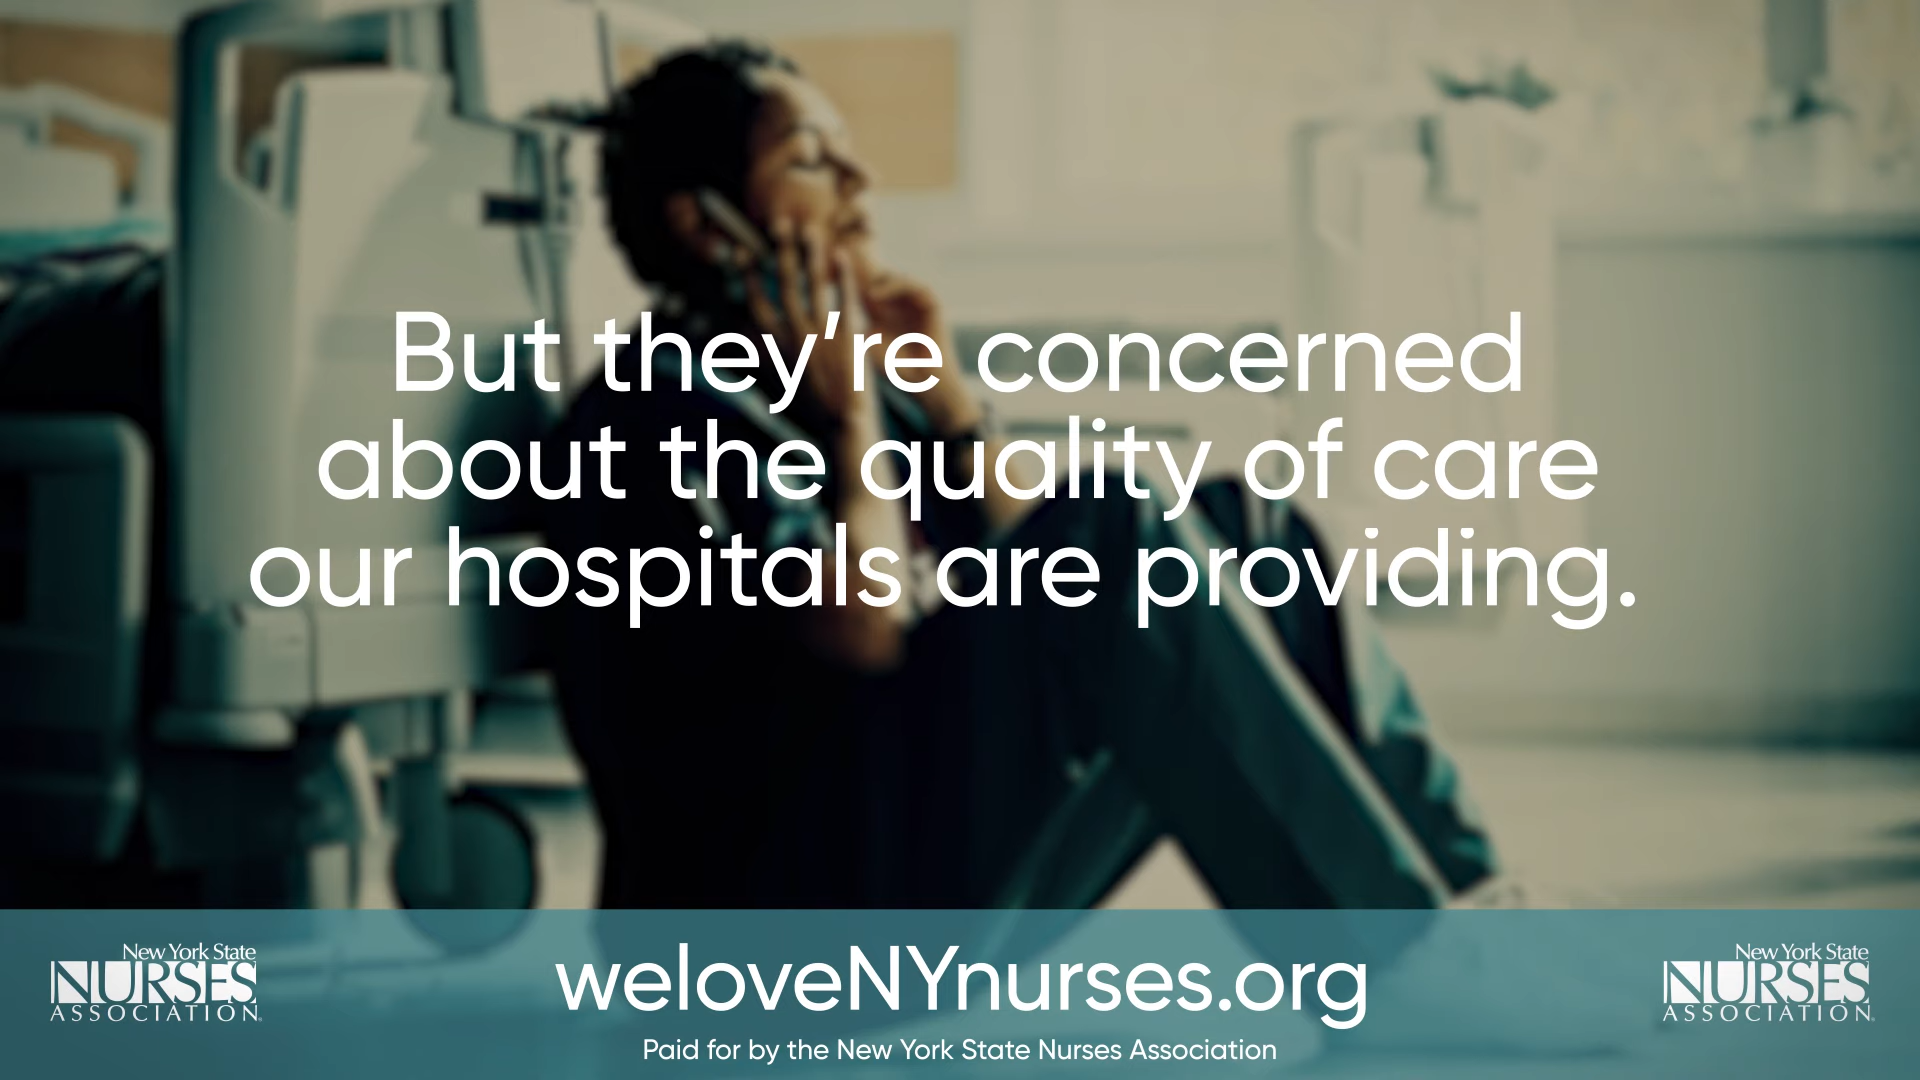 But they’re concerned
about the quality of care
our hospitals are providing.
New York State
NURSES
ASSOCIATION
weloveNYnurses.org
New York State
NURSES
ASSOCIATION
Paid for by the New York State Nurses Association